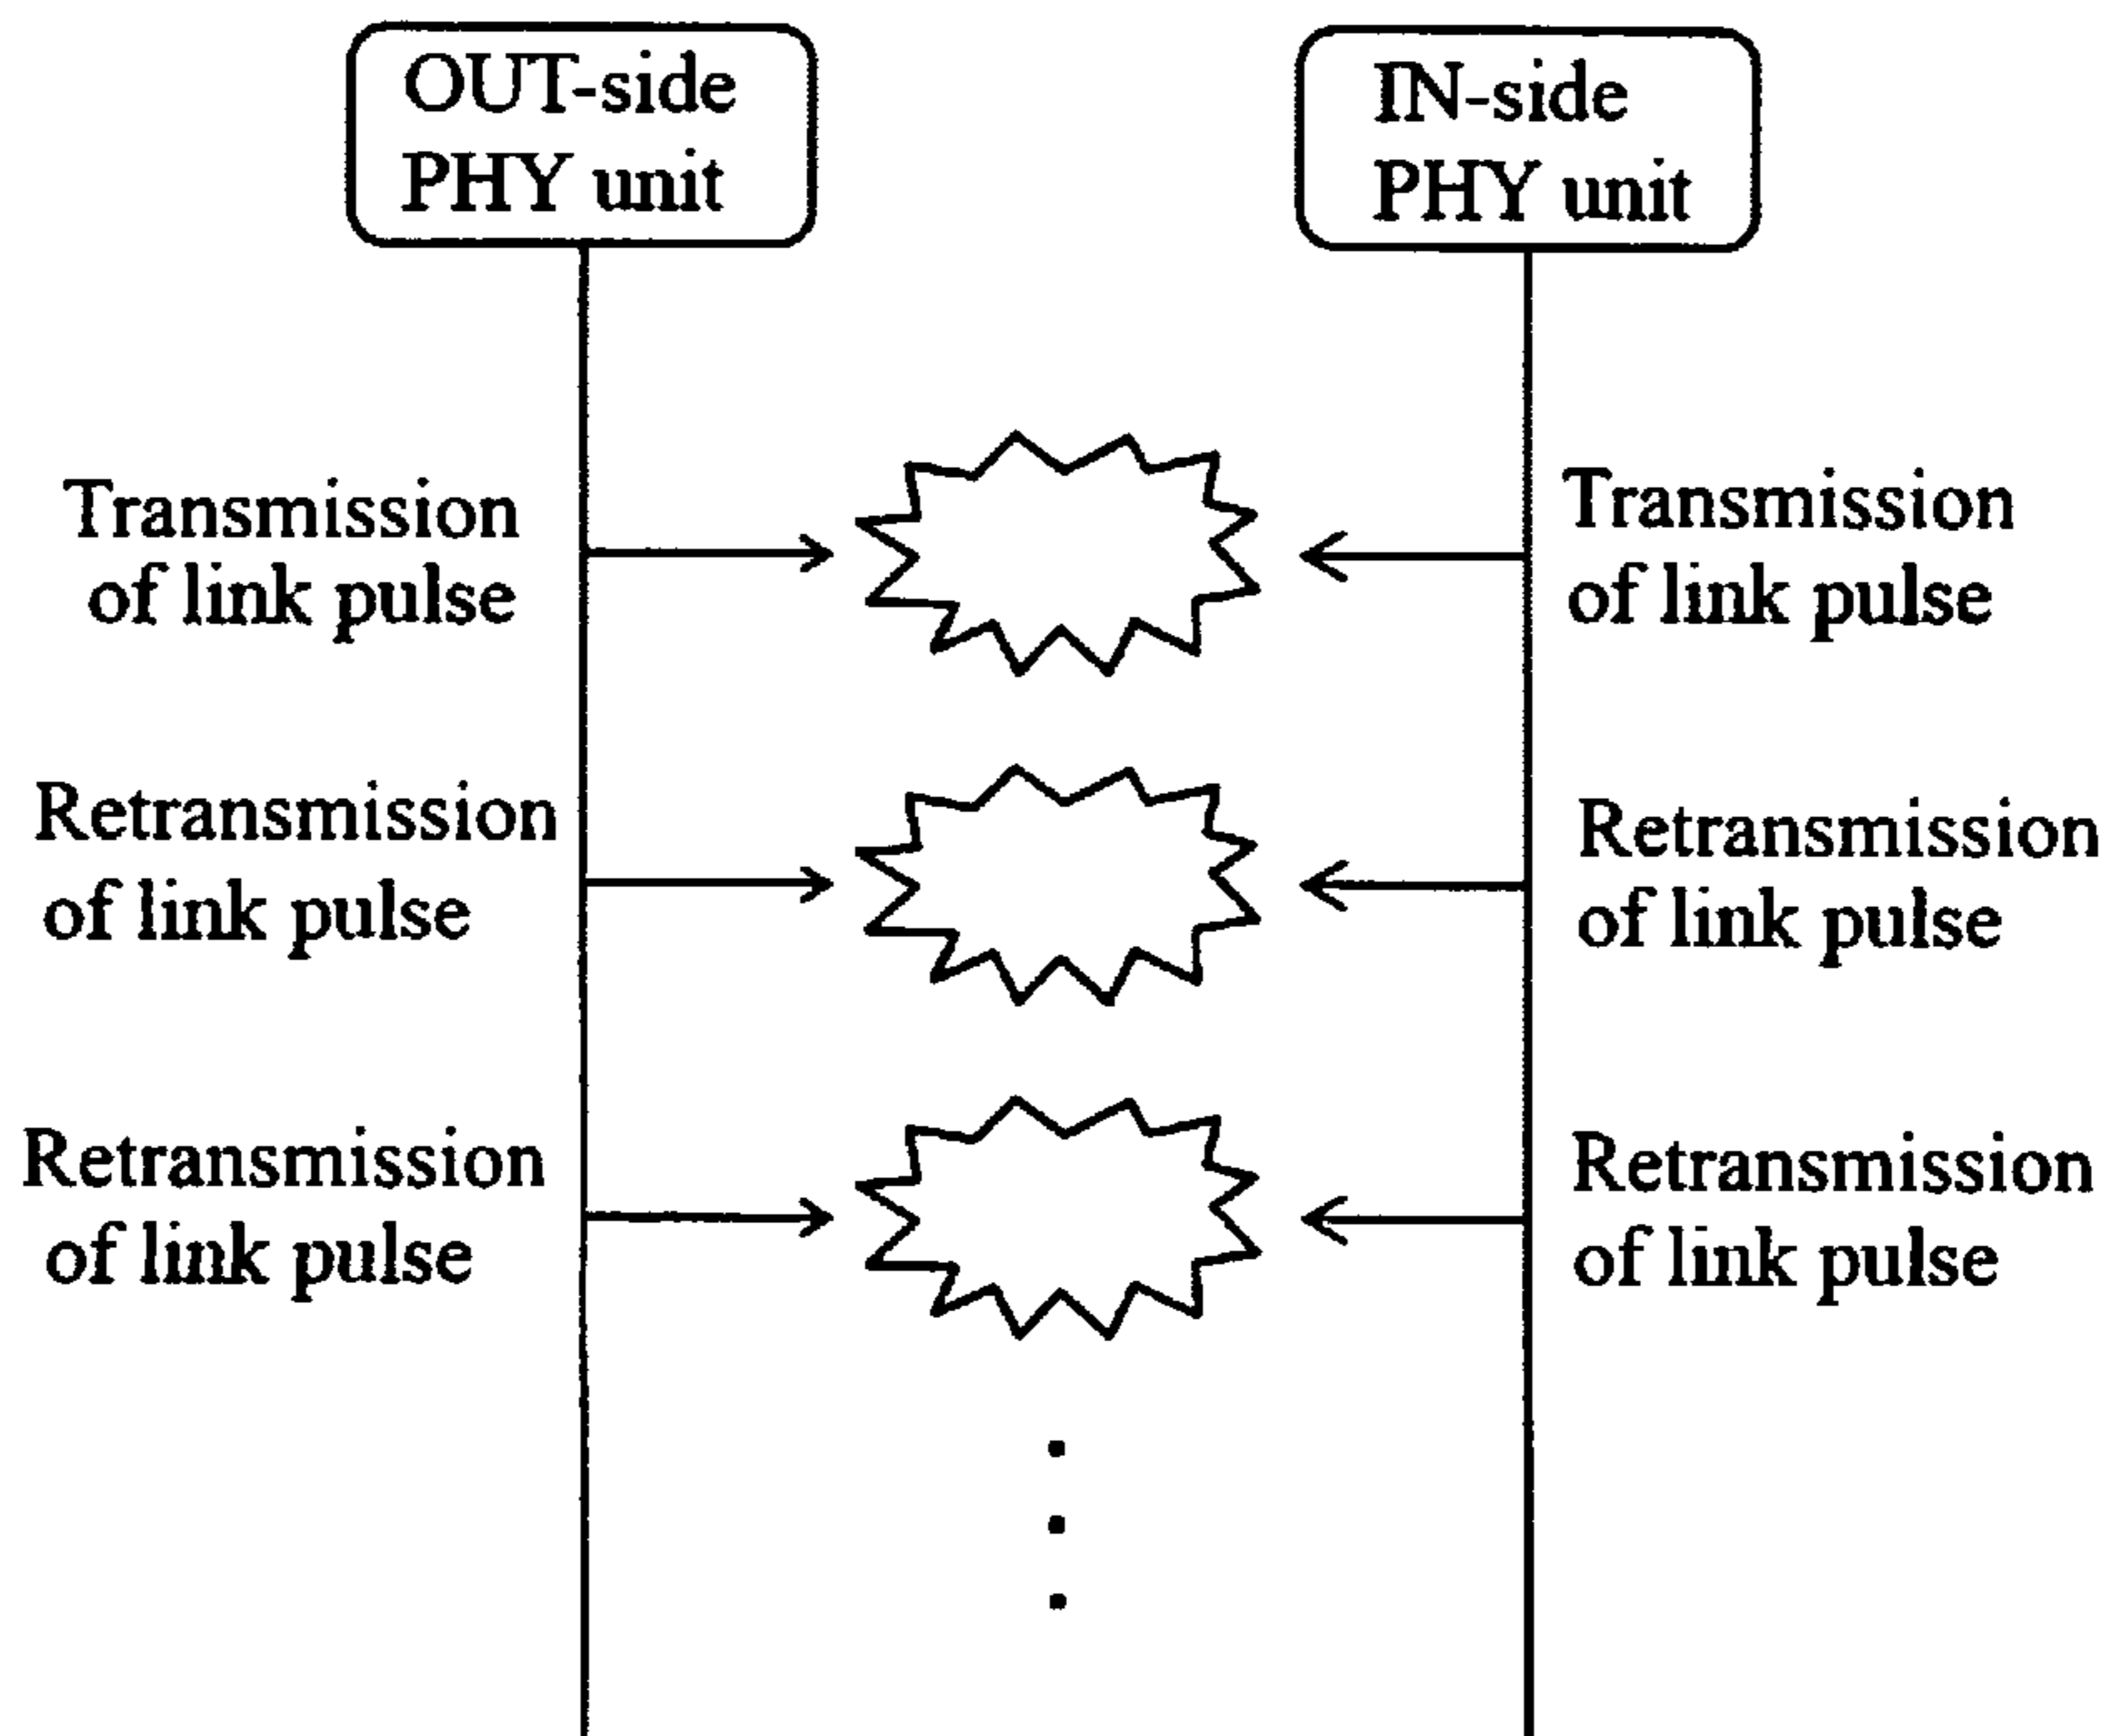 OUT-side
PHY unit
IN-side
PHY unit
Transmission
of link pulse
Transmission
of link pulse
Retransmission
of link pulse
Retransmission
of link pulse
Retransmission
of link pulse
Retransmission
of link pulse